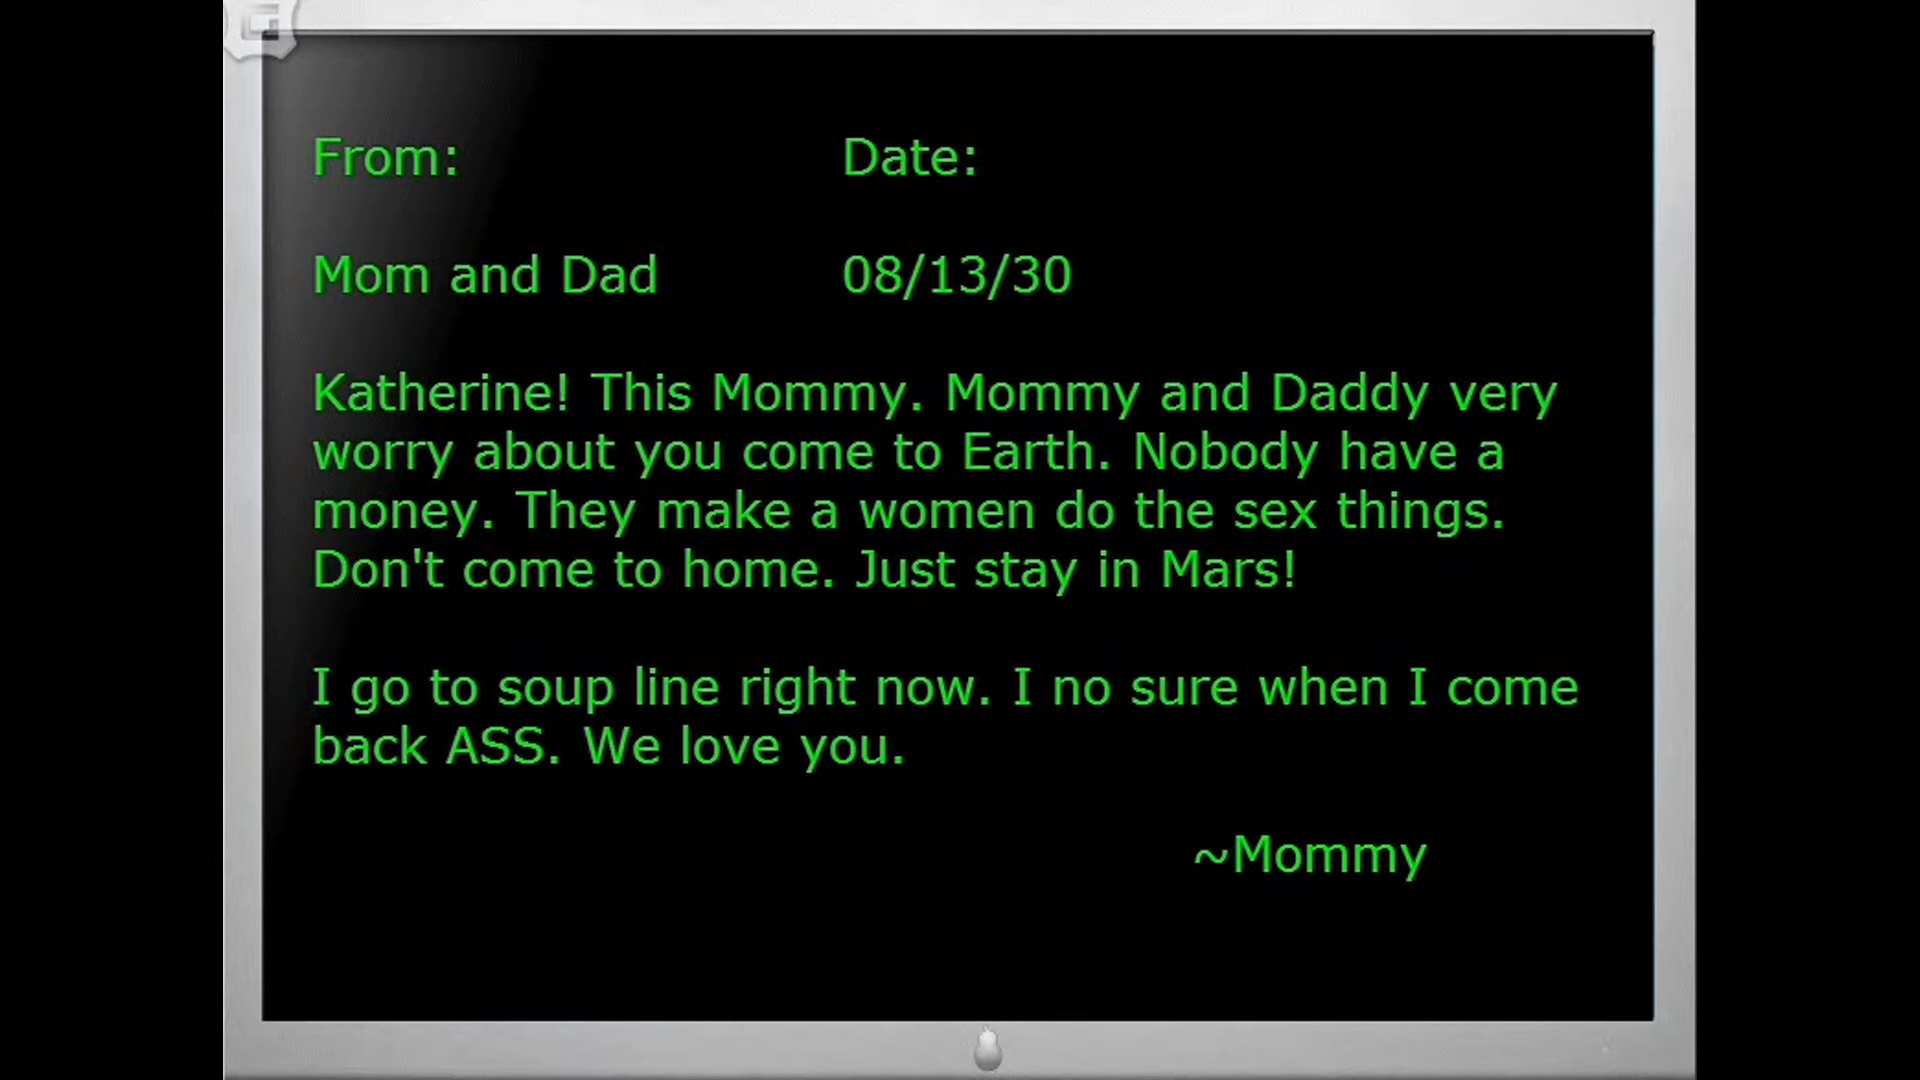 From: Date:
Mom and Dad 08/13/30
Katherine! This Mommy. Mommy and Daddy very
worry about you come to Earth. Nobody have a
money. They make a women do the sex things.
Don't come to home. Just stay in Mars!
I go to soup line right now. I no sure when I come
back ASS. We love you.
~Mommy